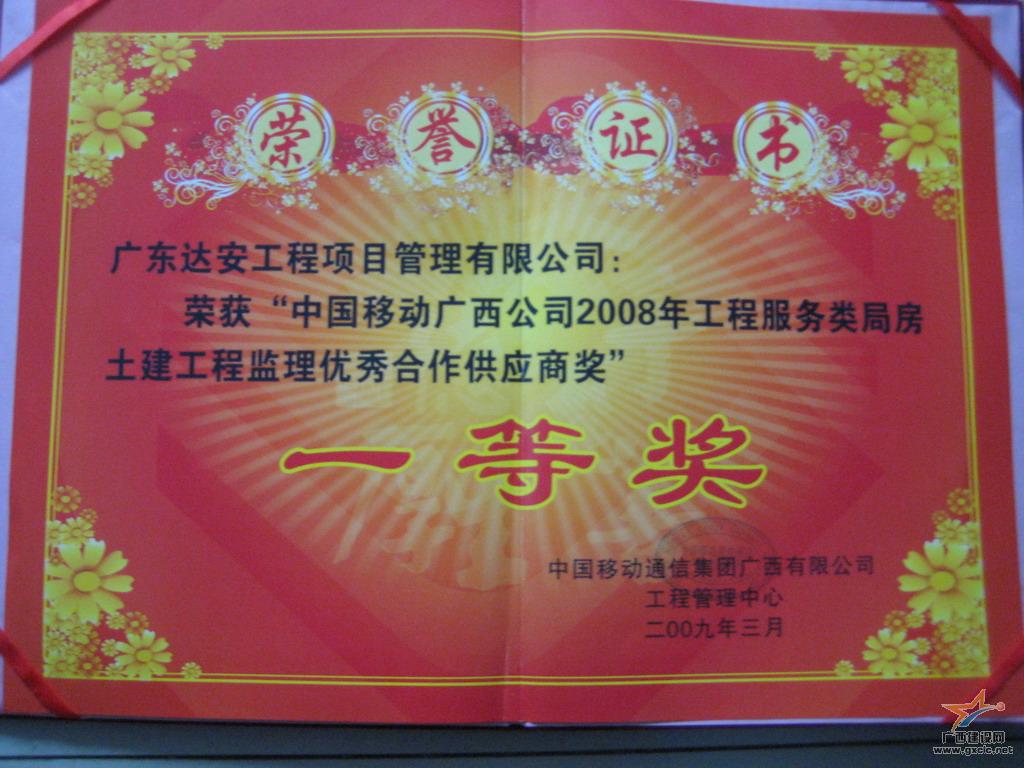 荣誉证书
广东达安工程项目管理有限公司：
荣获“中国移动广西公司2008年工程服务类局房
土建工程监理优秀合作供应商奖”
一等奖
中国移动通信集团广西有限公司
工程管理中心
二00九年三月
广西建设网
www.gxcic.net